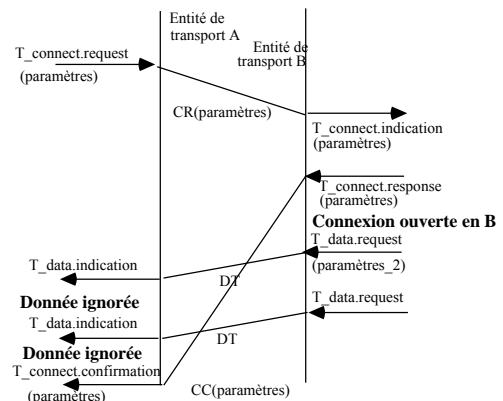 Entité de
transport A
Entité de
transport B
T_connect.request
(paramètres)
CR(paramètres)
T_connect.indication
(paramètres)
T_connect.response
(paramètres)
Connexion ouverte en B
T_data.request
(paramètres_2)
T_data.indication
DT
Donnée ignorée
T_data.request
T_data.indication
DT
Donnée ignorée
T_connect.confirmation
(paramètres)
CC(paramètres)